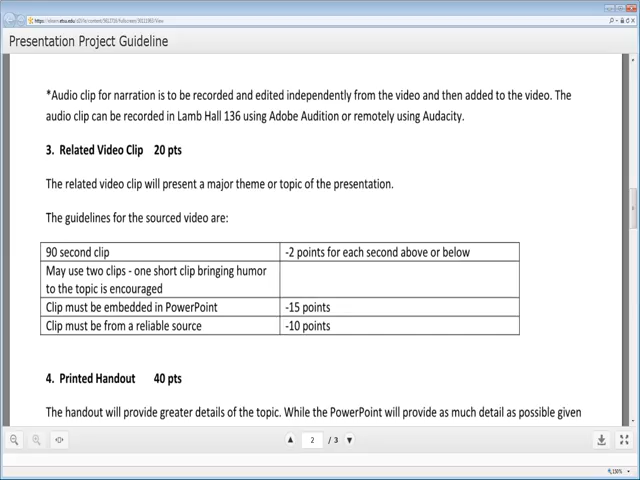 Presentation Project Guideline
*Audio clip for narration is to be recorded and edited independently from the video and then added to the video. The
audio clip can be recorded in Lamb Hall 136 using Adobe Audition or remotely using Audacity.
3. Related Video Clip 20 pts
The related video clip will present a major theme or topic of the presentation.
The guidelines for the sourced video are:
90 second clip -2 points for each second above or below
May use two clips - one short clip bringing humor
to the topic is encouraged
Clip must be embedded in PowerPoint -15 points
Clip must be from a reliable source -10 points
4. Printed Handout 40 pts
The handout will provide greater details of the topic. While the PowerPoint will provide as much detail as possible given
2 / 3
150%